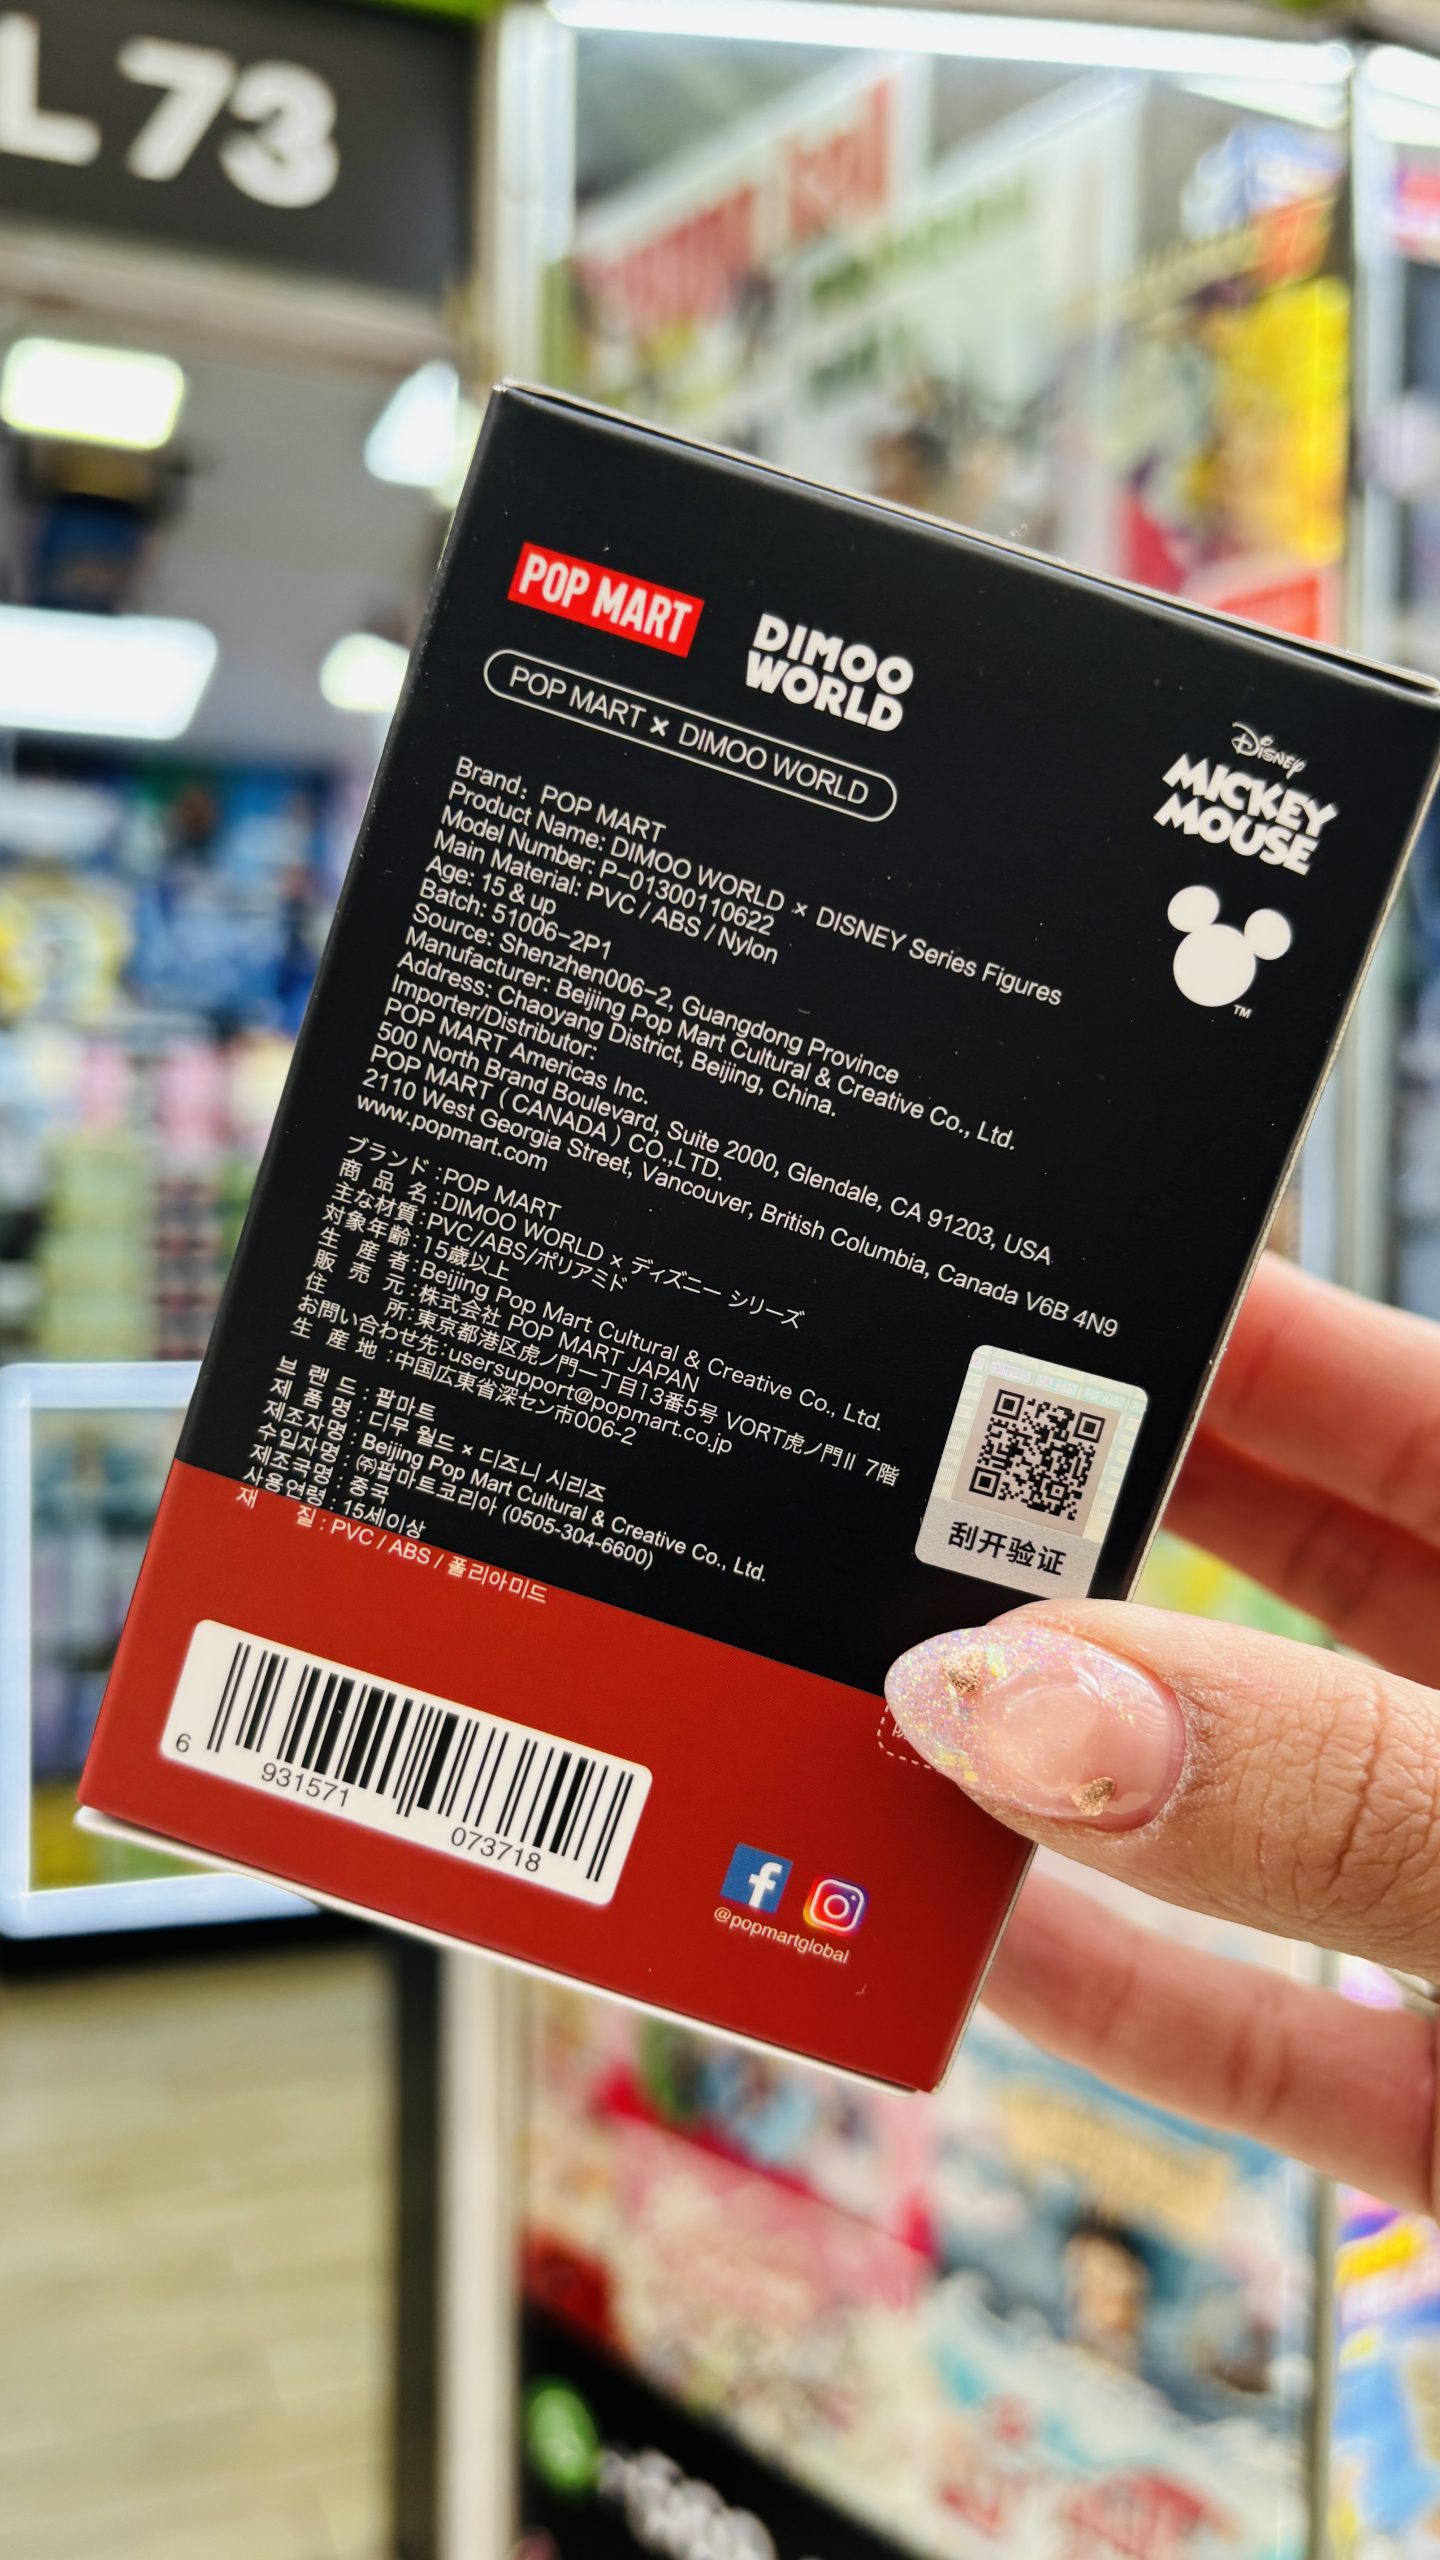 L 73
POP MART
DIMOO
WORLD
POP MART × DIMOO WORLD
Disney
MICKEY
MOUSE
TM
Brand: POP MART
Product Name: DIMOO WORLD × DISNEY Series Figures
Model Number: P-01300110622
Main Material: PVC / ABS / Nylon
Age: 15 & up
Batch: 51006-2P1
Source: Shenzhen006-2, Guangdong Province
Manufacturer: Beijing Pop Mart Cultural & Creative Co., Ltd.
Address: Chaoyang District, Beijing, China.
Importer/Distributor:
POP MART Americas Inc.
500 North Brand Boulevard, Suite 2000, Glendale, CA 91203, USA
POP MART (CANADA) CO.,LTD.
2110 West Georgia Street, Vancouver, British Columbia, Canada V6B 4N9
www.popmart.com
ブランド:POP MART
商品名:DIMOO WORLD × ディズニー シリーズ
主な材質:PVC/ABS/ポリアミド
対象年齢:15歳以上
生産者:Beijing Pop Mart Cultural & Creative Co., Ltd.
販売元:株式会社 POP MART JAPAN
住所:東京都港区虎ノ門一丁目13番5号 VORT虎ノ門II 7階
お問い合わせ先:usersupport@popmart.co.jp
生産地:中国広東省深セン市006-2
브랜드: 팝마트
제품명: 디무 월드 × 디즈니 시리즈
제조자명: Beijing Pop Mart Cultural & Creative Co., Ltd.
수입자명: ㈜팝마트코리아 (0505-304-6600)
제조국명: 중국
사용연령: 15세이상
재질: PVC / ABS / 폴리아미드
刮开验证
6 931571 073718
@popmartglobal